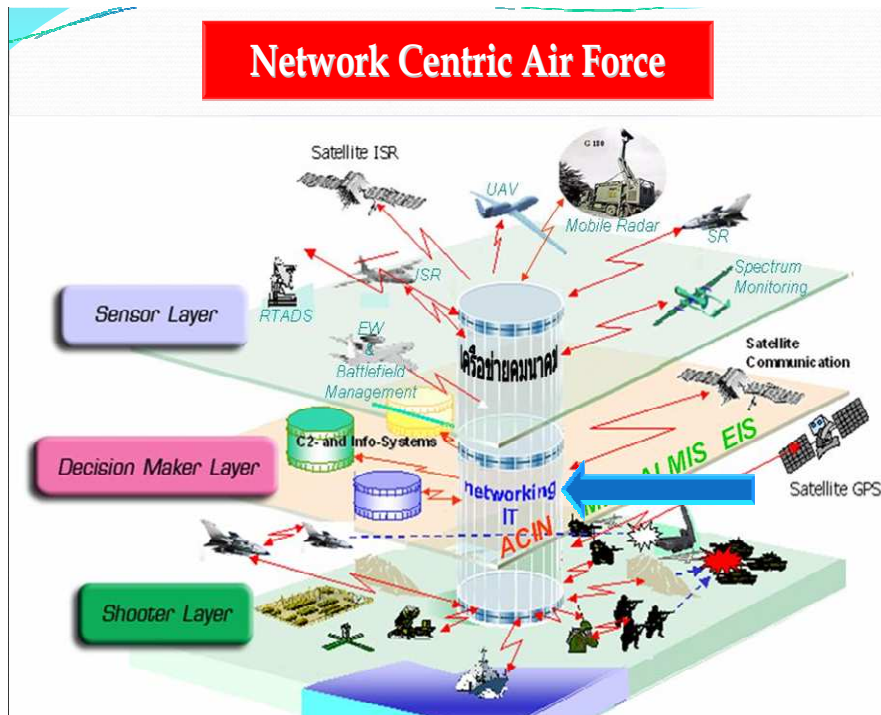 Network Centric Air Force
Satellite ISR
UAV
G 180
Mobile Radar
SR
ISR
Spectrum
Monitoring
RTADS
Sensor Layer
EW
&
Battlefield
Management
เครือข่ายคมนาคม
Satellite
Communication
C2- and Info-Systems
Decision Maker Layer
networking
IT
ACIN
ALMIS EIS
Satellite GPS
Shooter Layer